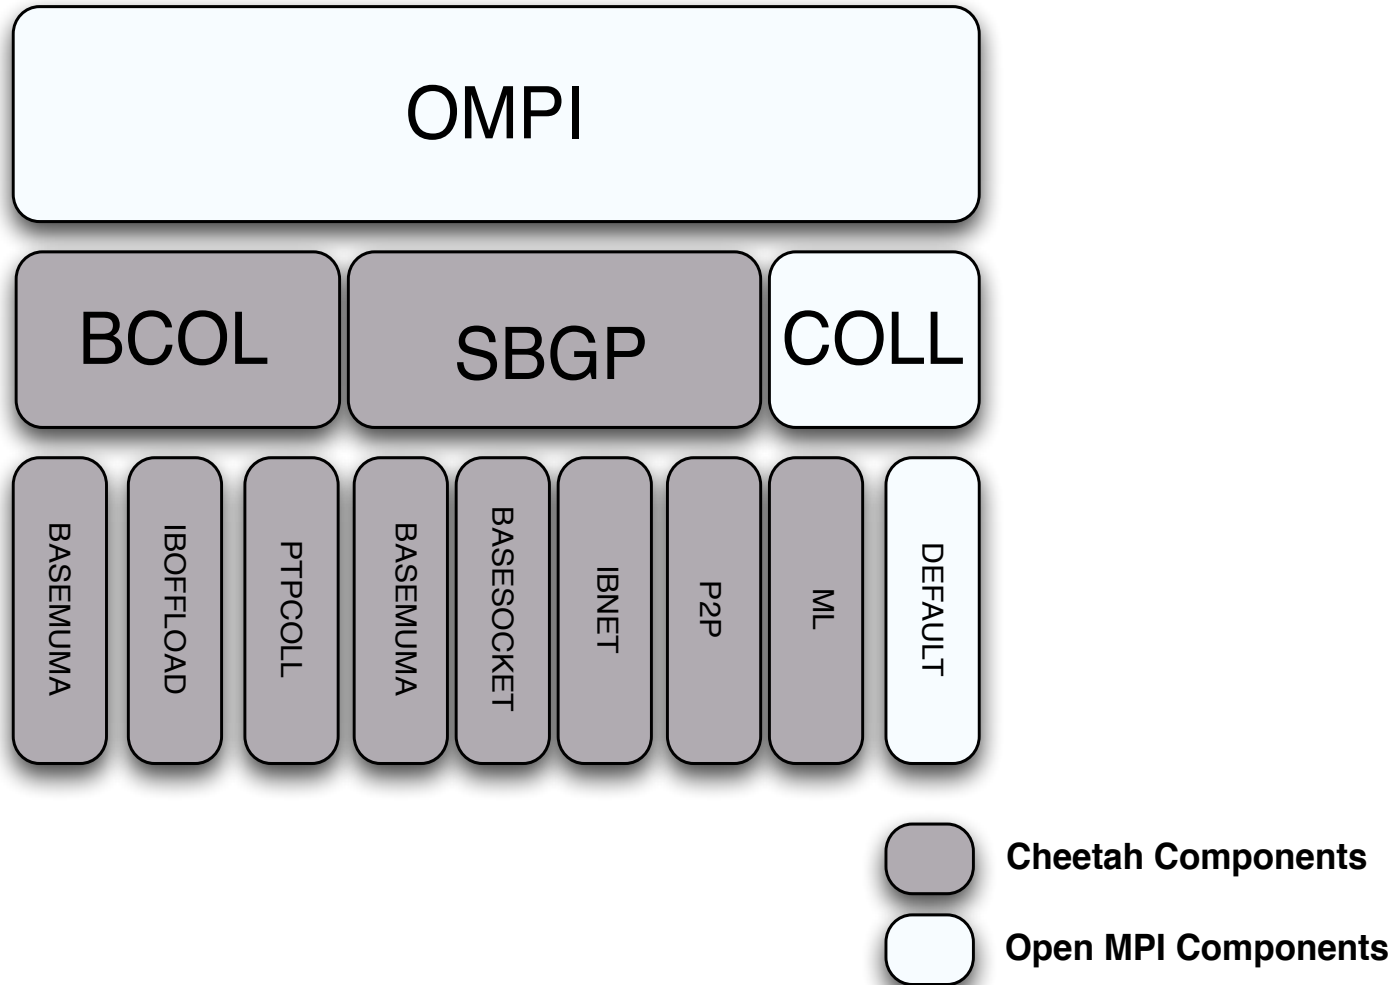 OMPI
BCOL
SBGP
COLL
BASEMUMA
IBOFFLOAD
PTPCOLL
BASEMUMA
BASESOCKET
IBNET
P2P
ML
DEFAULT
Cheetah Components
Open MPI Components